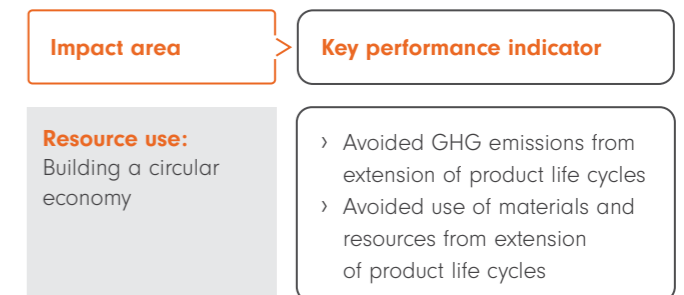 Impact area
Key performance indicator
Resource use:
Building a circular
economy
› Avoided GHG emissions from
extension of product life cycles
› Avoided use of materials and
resources from extension
of product life cycles